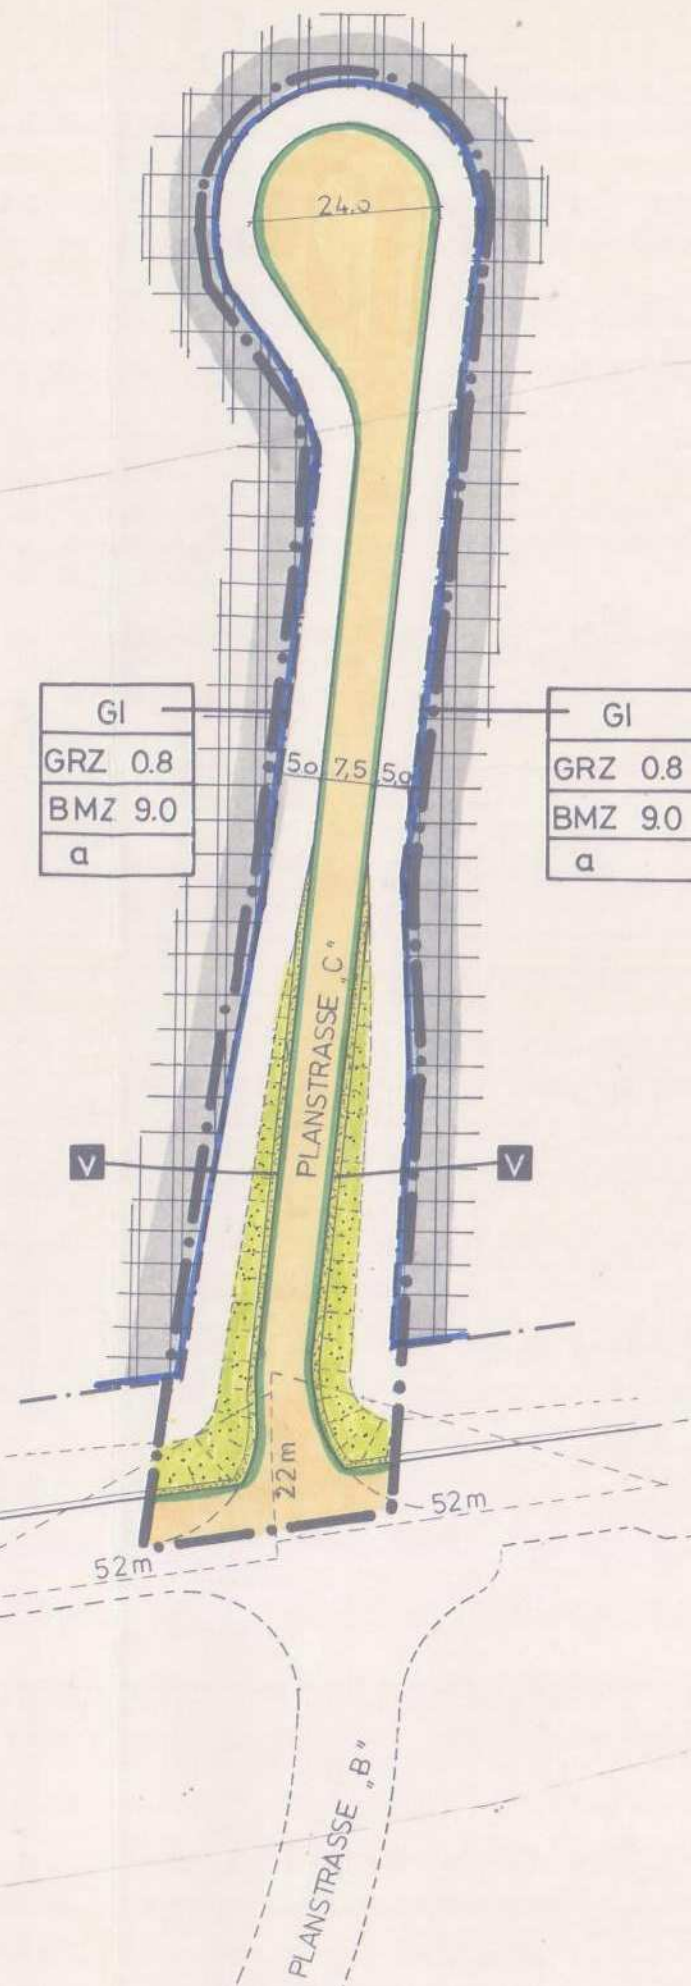 24.0
GI
GRZ 0.8
BMZ 9.0
a
GI
GRZ 0.8
BMZ 9.0
a
5.0 7,5 5,0
PLANSTRASSE „C"
V
V
22m
52m
52m
PLANSTRASSE „B"